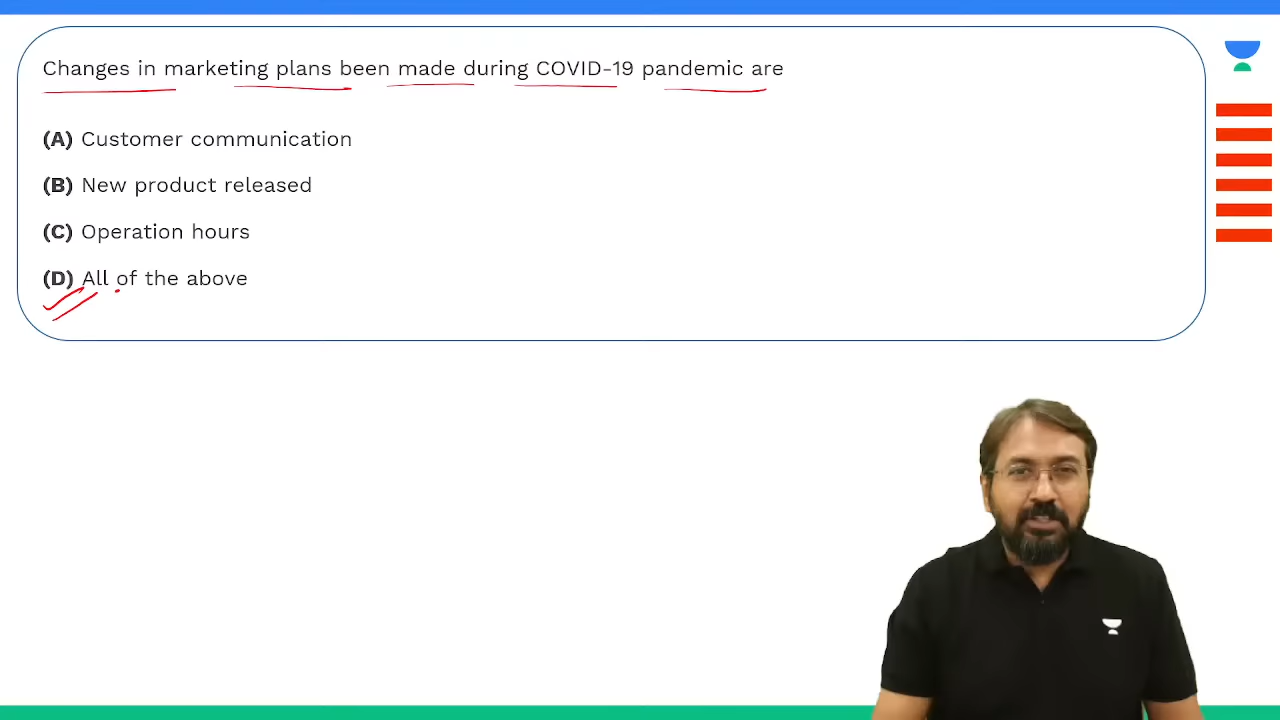 Changes in marketing plans been made during COVID-19 pandemic are
(A) Customer communication
(B) New product released
(C) Operation hours
(D) All of the above